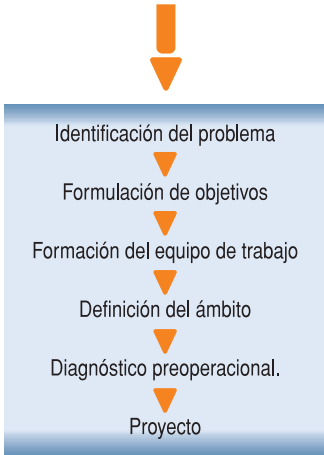 Identificación del problema
Formulación de objetivos
Formación del equipo de trabajo
Definición del ámbito
Diagnóstico preoperacional.
Proyecto